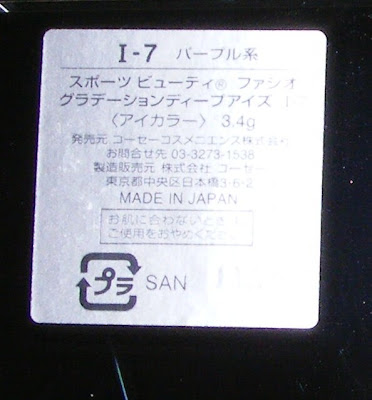 I-7 パープル系
スポーツ ビューティ® ファシオ
グラデーションディープアイズ I-7
〈アイカラー〉 3.4g
発売元 コーセーコスメニエンス株式会社
お問合せ先 03-3273-1538
製造販売元 株式会社 コーセー
東京都中央区日本橋3-6-2
MADE IN JAPAN
お肌に合わないときは
ご使用をおやめください
プラ SAN